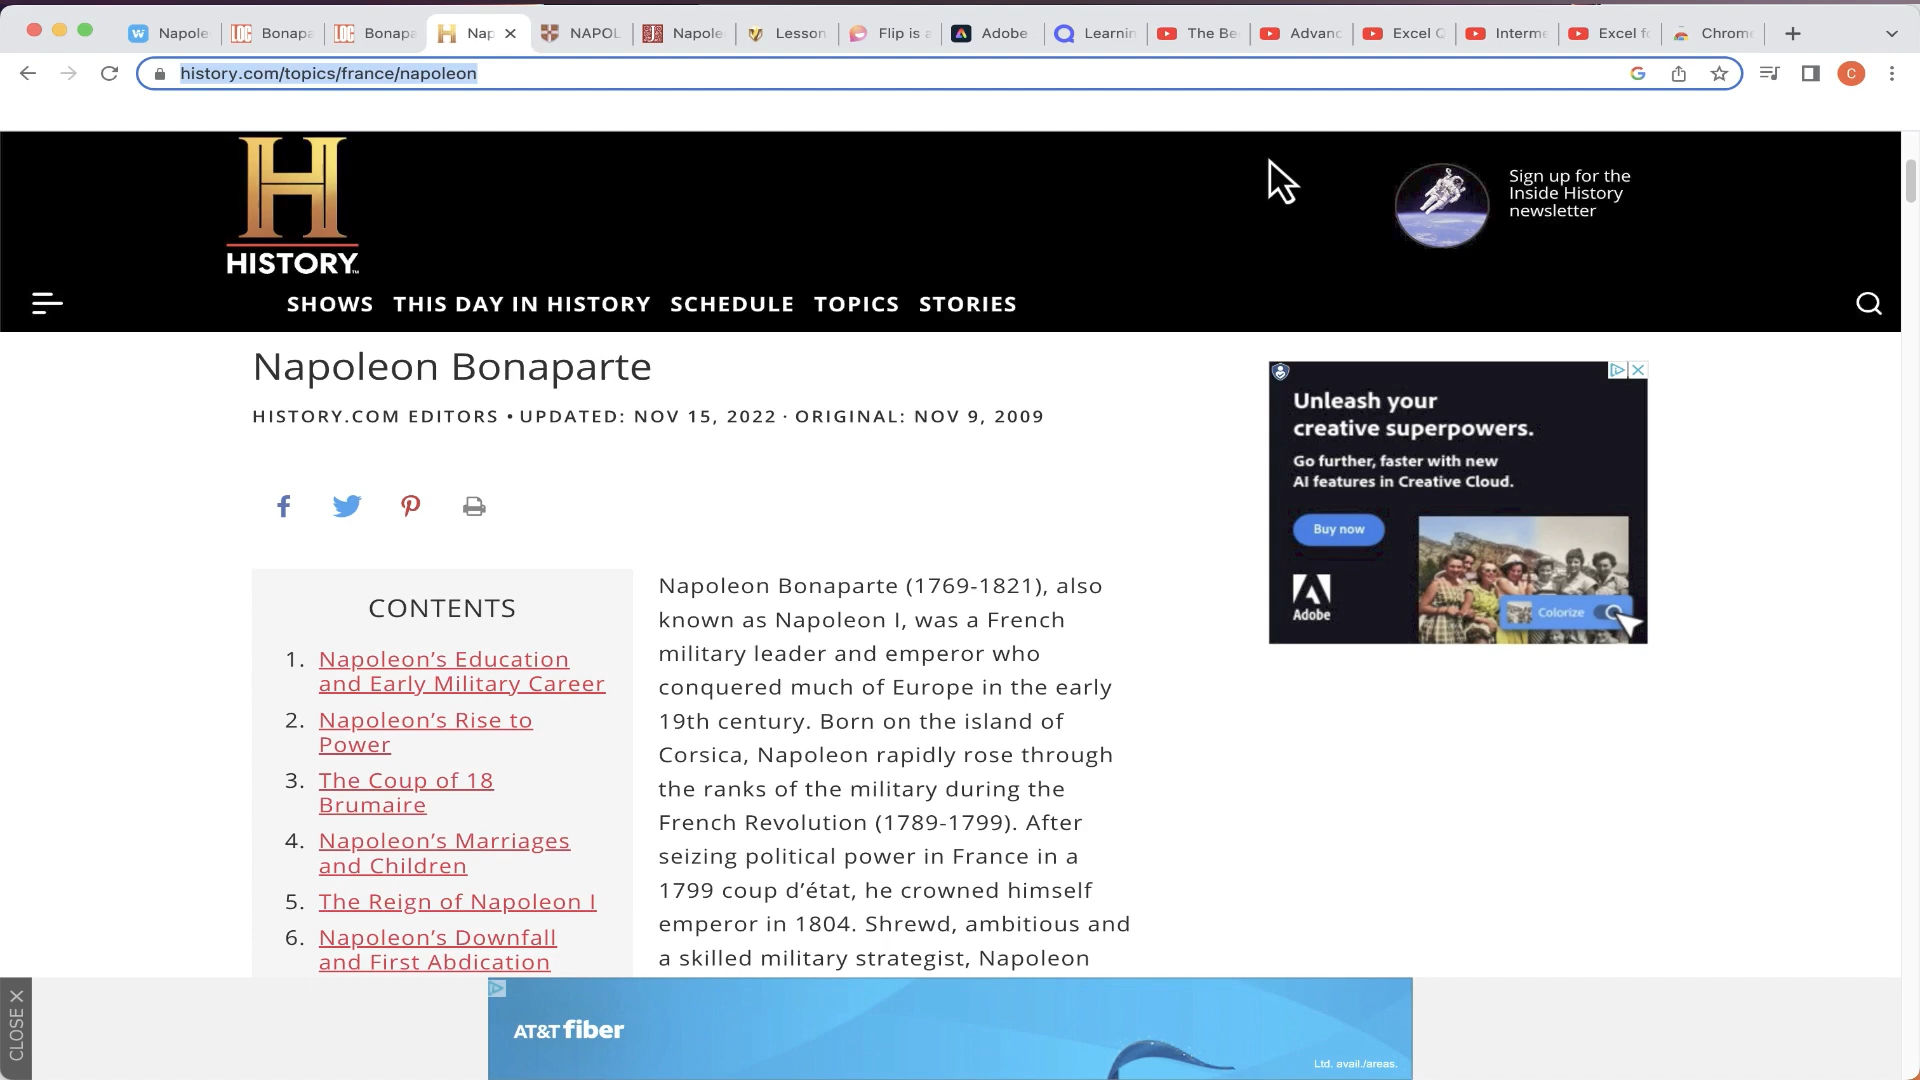 Napole
Bonapa
Bonapa
Nap
NAPOL
Napole
Lesson
Flip is a
Adobe
Learnin
The Be
Advanc
Excel Q
Interme
Excel fo
Chrome
history.com/topics/france/napoleon
C
HISTORY
Sign up for the
Inside History
newsletter
SHOWS THIS DAY IN HISTORY SCHEDULE TOPICS STORIES
Napoleon Bonaparte
HISTORY.COM EDITORS • UPDATED: NOV 15, 2022 · ORIGINAL: NOV 9, 2009
CONTENTS
1. Napoleon’s Education
and Early Military Career
2. Napoleon’s Rise to
Power
3. The Coup of 18
Brumaire
4. Napoleon’s Marriages
and Children
5. The Reign of Napoleon I
6. Napoleon’s Downfall
and First Abdication
Napoleon Bonaparte (1769-1821), also
known as Napoleon I, was a French
military leader and emperor who
conquered much of Europe in the early
19th century. Born on the island of
Corsica, Napoleon rapidly rose through
the ranks of the military during the
French Revolution (1789-1799). After
seizing political power in France in a
1799 coup d’état, he crowned himself
emperor in 1804. Shrewd, ambitious and
a skilled military strategist, Napoleon
Unleash your
creative superpowers.
Go further, faster with new
AI features in Creative Cloud.
Buy now
Adobe
Colorize
CLOSE X
AT&T fiber
Ltd. avail./areas.